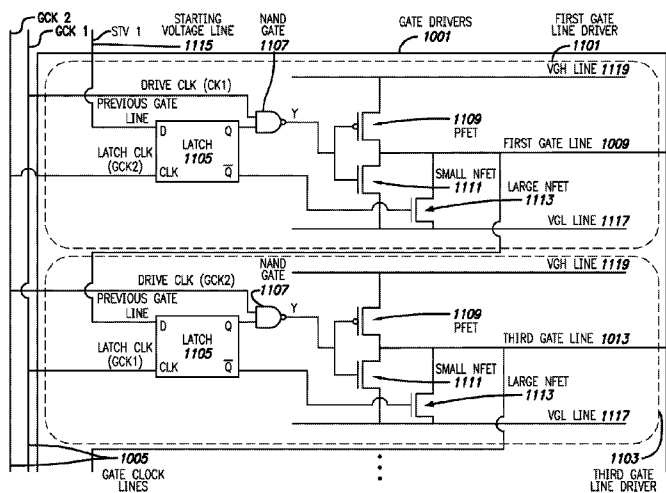 GCK 2
GCK 1
STV 1
STARTING
VOLTAGE LINE
1115
NAND
GATE
1107
GATE DRIVERS
1001
FIRST GATE
LINE DRIVER
1101
VGH LINE 1119
DRIVE CLK (CK1)
PREVIOUS GATE
LINE
Y
1109
PFET
D
Q
LATCH
1105
CLK
Q
LATCH CLK
(GCK2)
FIRST GATE LINE 1009
SMALL NFET
1111
LARGE NFET
1113
VGL LINE 1117
NAND
GATE
1107
VGH LINE 1119
DRIVE CLK (GCK2)
PREVIOUS GATE
LINE
Y
1109
PFET
D
Q
LATCH
1105
CLK
Q
LATCH CLK
(GCK1)
THIRD GATE LINE 1013
SMALL NFET
1111
LARGE NFET
1113
VGL LINE 1117
1005
GATE CLOCK
LINES
1103
THIRD GATE
LINE DRIVER